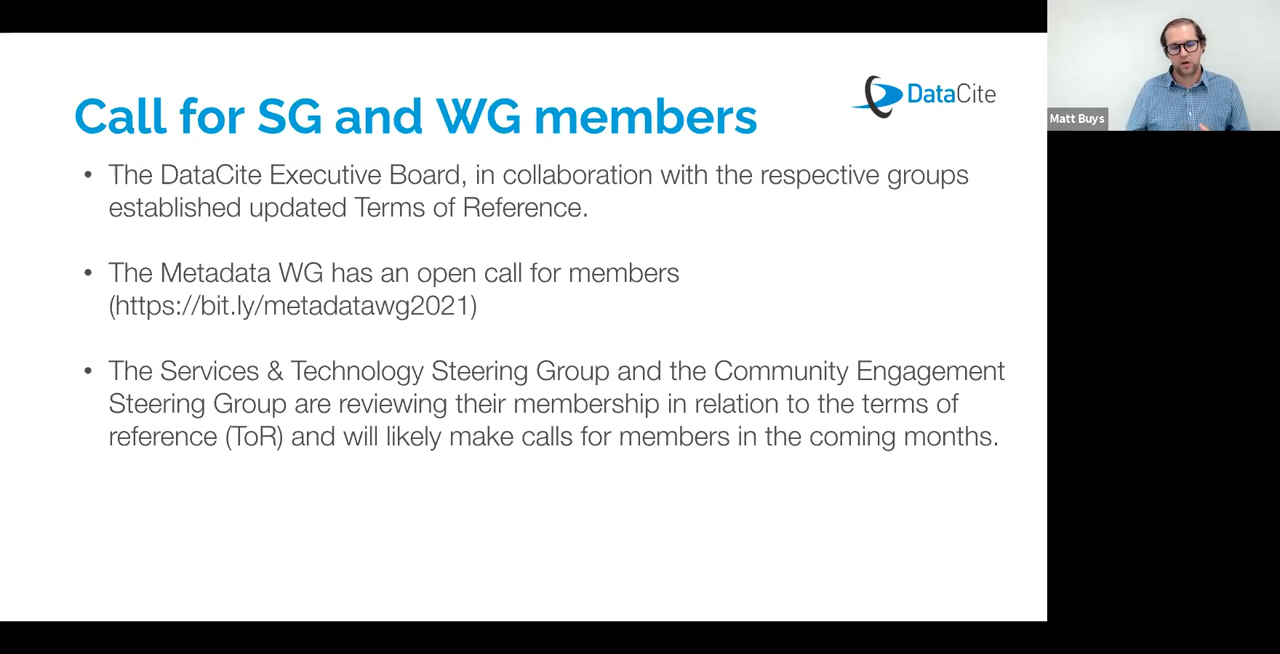 Call for SG and WG members
DataCite
• The DataCite Executive Board, in collaboration with the respective groups
established updated Terms of Reference.
• The Metadata WG has an open call for members
(https://bit.ly/metadatawg2021)
• The Services & Technology Steering Group and the Community Engagement
Steering Group are reviewing their membership in relation to the terms of
reference (ToR) and will likely make calls for members in the coming months.
Matt Buys